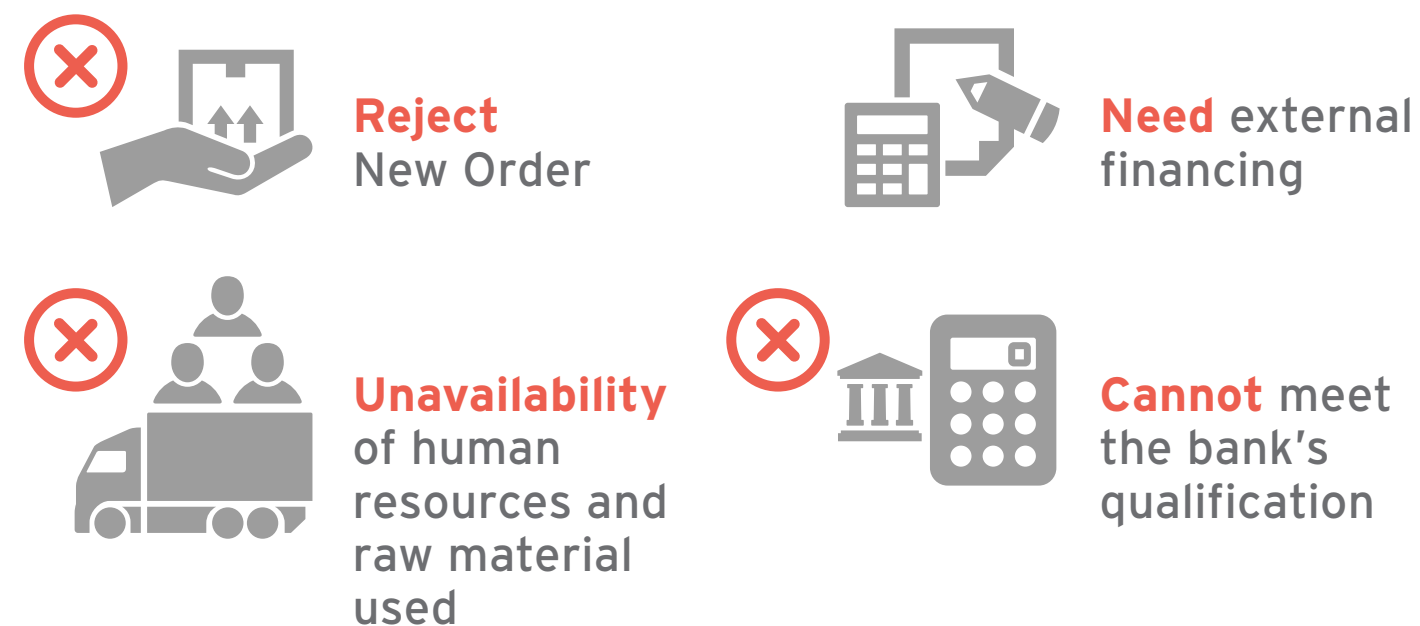 Reject
New Order
Need external
financing
Unavailability
of human
resources and
raw material
used
Cannot meet
the bank’s
qualification